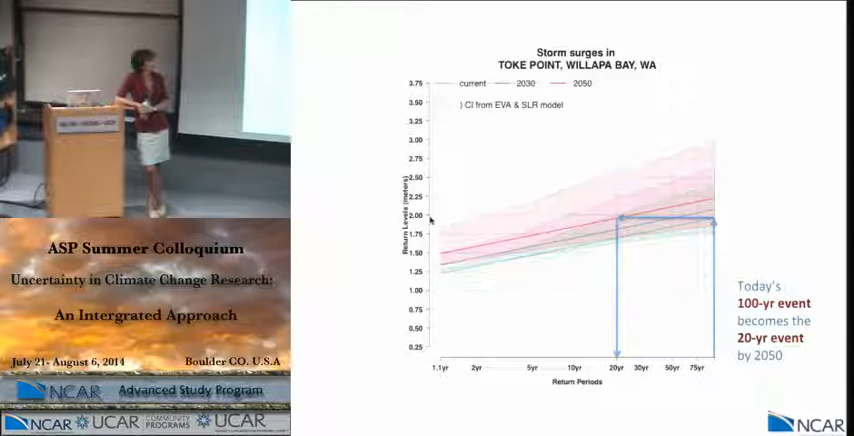 ASP Summer Colloquium
Uncertainty in Climate Change Research:
An Intergrated Approach
July 21- August 6, 2014 Boulder CO. U.S.A
NCAR Advanced Study Program
NCAR UCAR COMMUNITY PROGRAMS UCAR
Storm surges in
TOKE POINT, WILLAPA BAY, WA
current 2030 2050
) CI from EVA & SLR model
Return Levels (meters)
3.75
3.50
3.25
3.00
2.75
2.50
2.25
2.00
1.75
1.50
1.25
1.00
0.75
0.50
0.25
1.1yr 2yr 5yr 10yr 20yr 30yr 50yr 75yr
Return Periods
Today's
100-yr event
becomes the
20-yr event
by 2050
NCAR